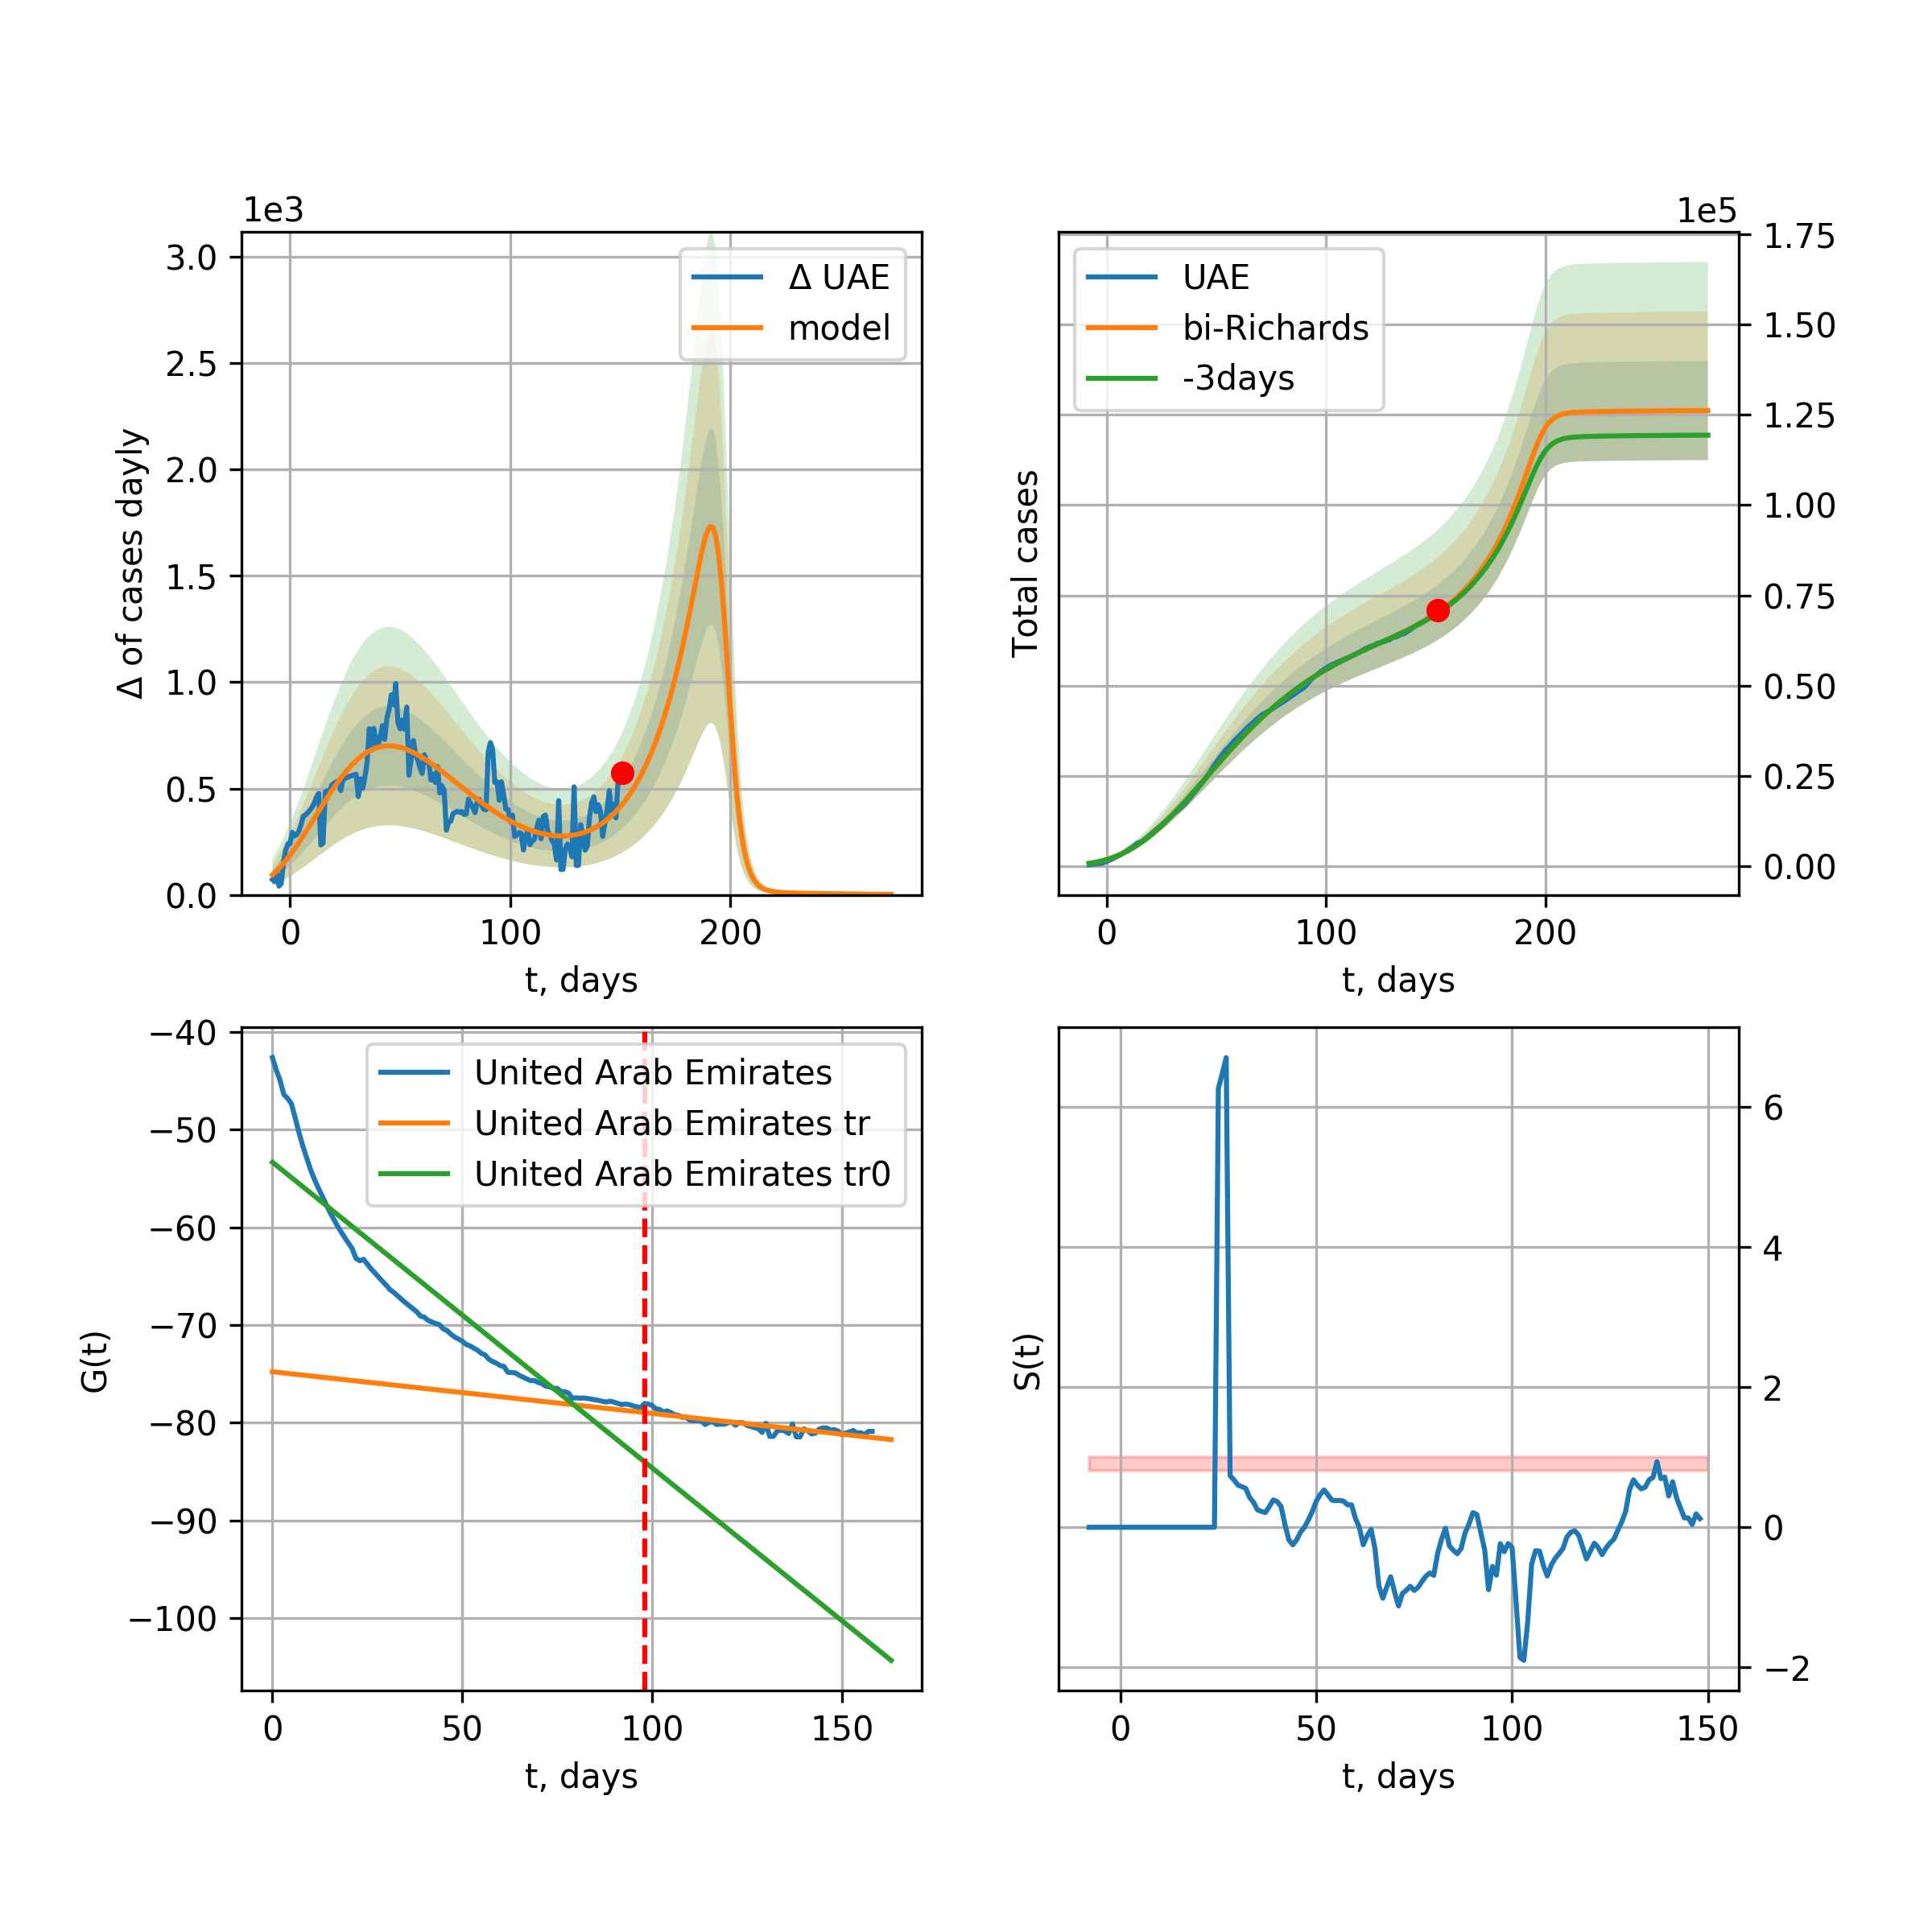 1e3
3.0
2.5
2.0
1.5
1.0
0.5
0.0
Δ of cases dayly
Δ UAE
model
0
100
200
t, days
1e5
UAE
bi-Richards
-3days
Total cases
1.75
1.50
1.25
1.00
0.75
0.50
0.25
0.00
0
100
200
t, days
−40
−50
−60
−70
−80
−90
−100
G(t)
United Arab Emirates
United Arab Emirates tr
United Arab Emirates tr0
0
50
100
150
t, days
S(t)
6
4
2
0
−2
0
50
100
150
t, days